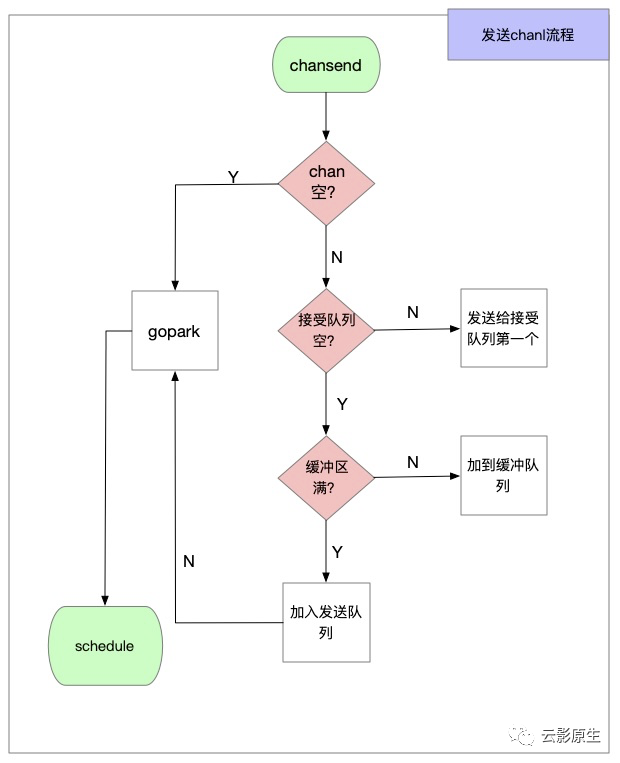 发送chanl流程
chansend
chan
空?
Y
N
接受队列
空?
N
发送给接受
队列第一个
gopark
Y
缓冲区
满?
N
加到缓冲队
列
Y
N
加入发送队
列
schedule
云影原生